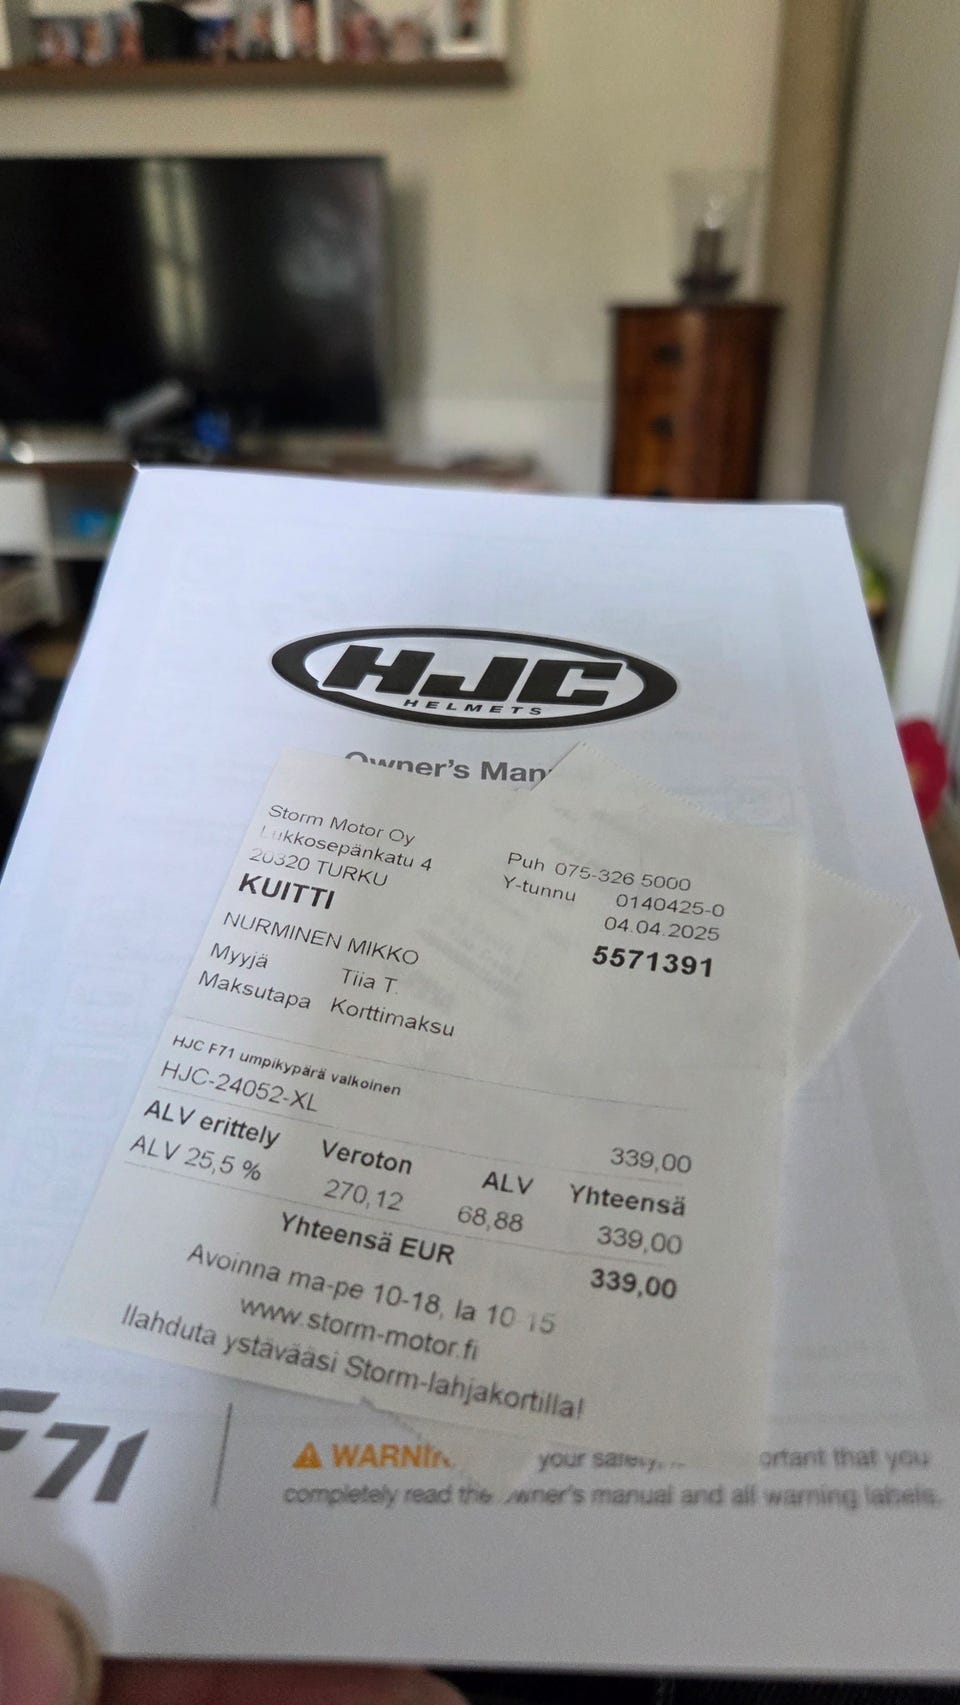 HJC
HELMETS
Owner's Man
Storm Motor Oy
Lukkosepänkatu 4
20320 TURKU
Puh 075-326 5000
Y-tunnu 0140425-0
04.04.2025
KUITTI
5571391
NURMINEN MIKKO
Myyjä Tiia T.
Maksutapa Korttimaksu
HJC F71 umpikypärä valkoinen
HJC-24052-XL
339,00
ALV erittely Veroton ALV Yhteensä
ALV 25,5 % 270,12 68,88 339,00
Yhteensä EUR 339,00
Avoinna ma-pe 10-18, la 10-15
www.storm-motor.fi
Ilahduta ystävääsi Storm-lahjakortilla!
F71
WARNIN your safety, ortant that you
completely read the owner's manual and all warning labels.